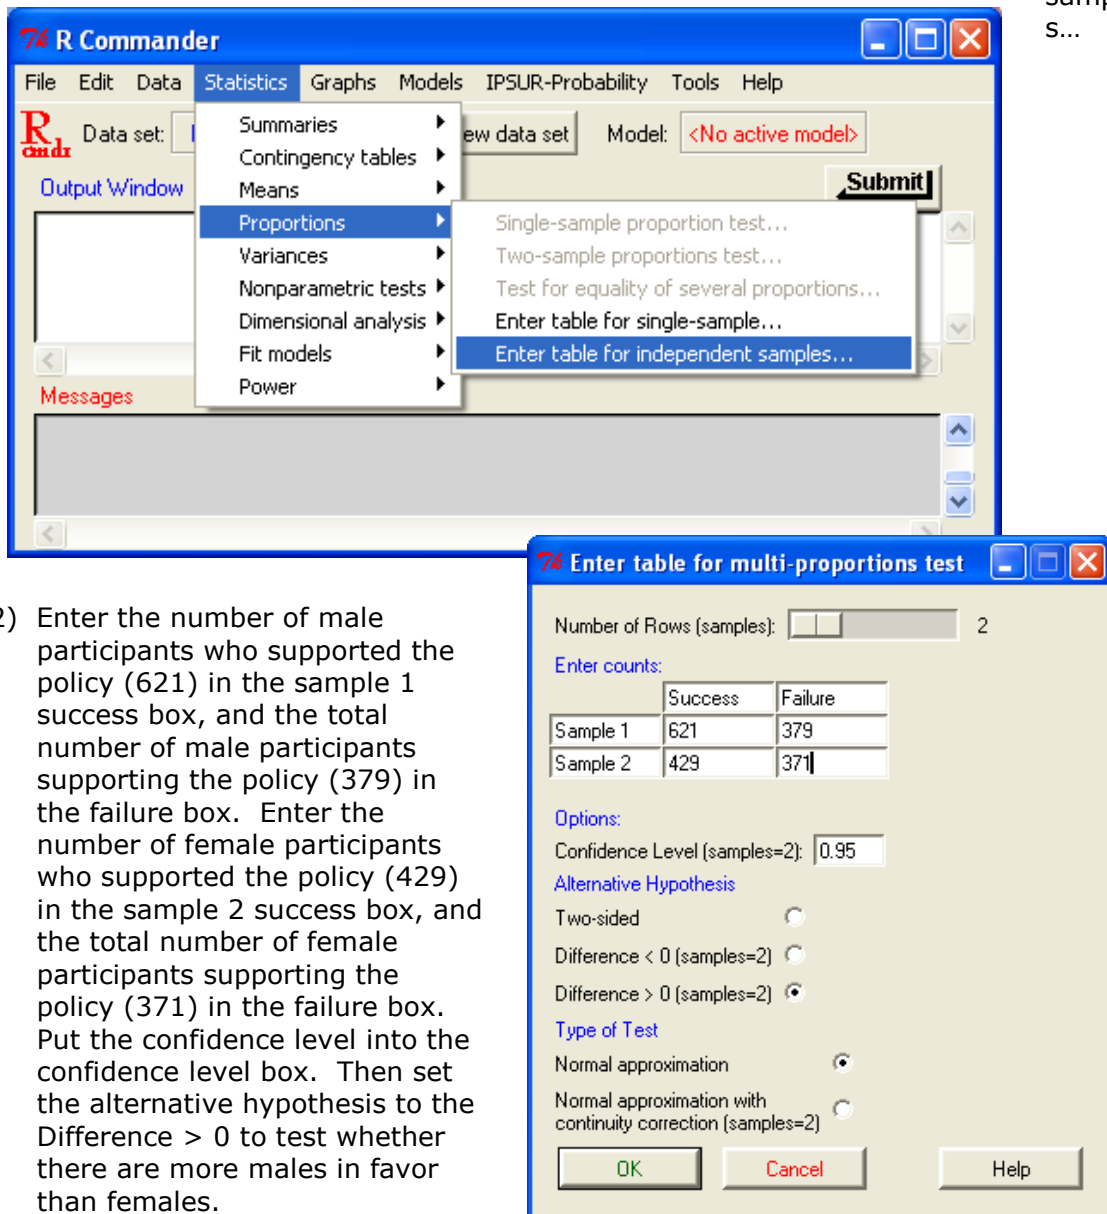 s...
R Commander
File Edit Data Statistics Graphs Models IPSUR-Probability Tools Help
R
cmdr
Data set:
ew data set
Model: <No active model>
Summaries
Contingency tables
Output Window
Means
Submit
Proportions
Single-sample proportion test...
Variances
Two-sample proportions test...
Nonparametric tests
Test for equality of several proportions...
Dimensional analysis
Enter table for single-sample...
Fit models
Enter table for independent samples...
Power
Messages
2) Enter the number of male
participants who supported the
policy (621) in the sample 1
success box, and the total
number of male participants
supporting the policy (379) in
the failure box. Enter the
number of female participants
who supported the policy (429)
in the sample 2 success box, and
the total number of female
participants supporting the
policy (371) in the failure box.
Put the confidence level into the
confidence level box. Then set
the alternative hypothesis to the
Difference > 0 to test whether
there are more males in favor
than females.
Enter table for multi-proportions test
Number of Rows (samples): 2
Enter counts:
Success Failure
Sample 1 621 379
Sample 2 429 371
Options:
Confidence Level (samples=2): 0.95
Alternative Hypothesis
Two-sided
Difference < 0 (samples=2)
Difference > 0 (samples=2)
Type of Test
Normal approximation
Normal approximation with
continuity correction (samples=2)
OK Cancel Help